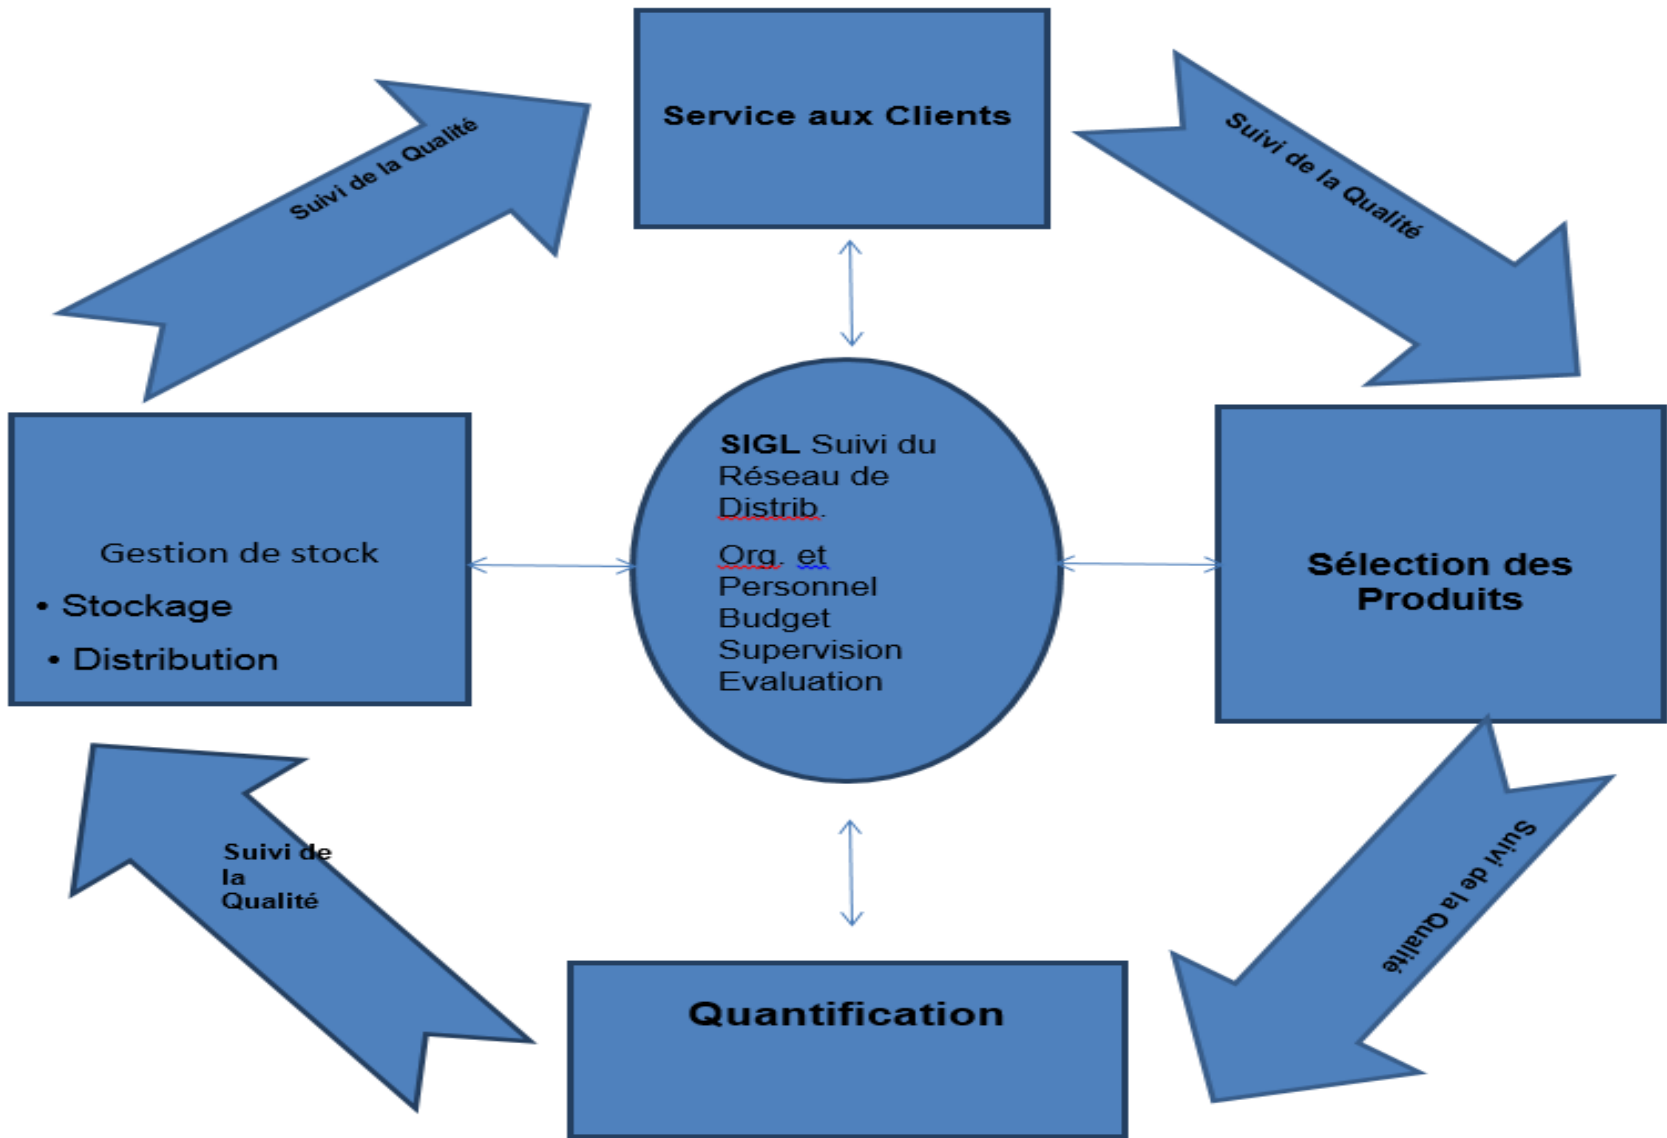 Service aux Clients
Suivi de la Qualité
Suivi de la Qualité
SIGL Suivi du
Réseau de
Distrib.
Org. et
Personnel
Budget
Supervision
Evaluation
Gestion de stock
• Stockage
• Distribution
Sélection des
Produits
Suivi de
la
Qualité
Suivi de la Qualité
Quantification